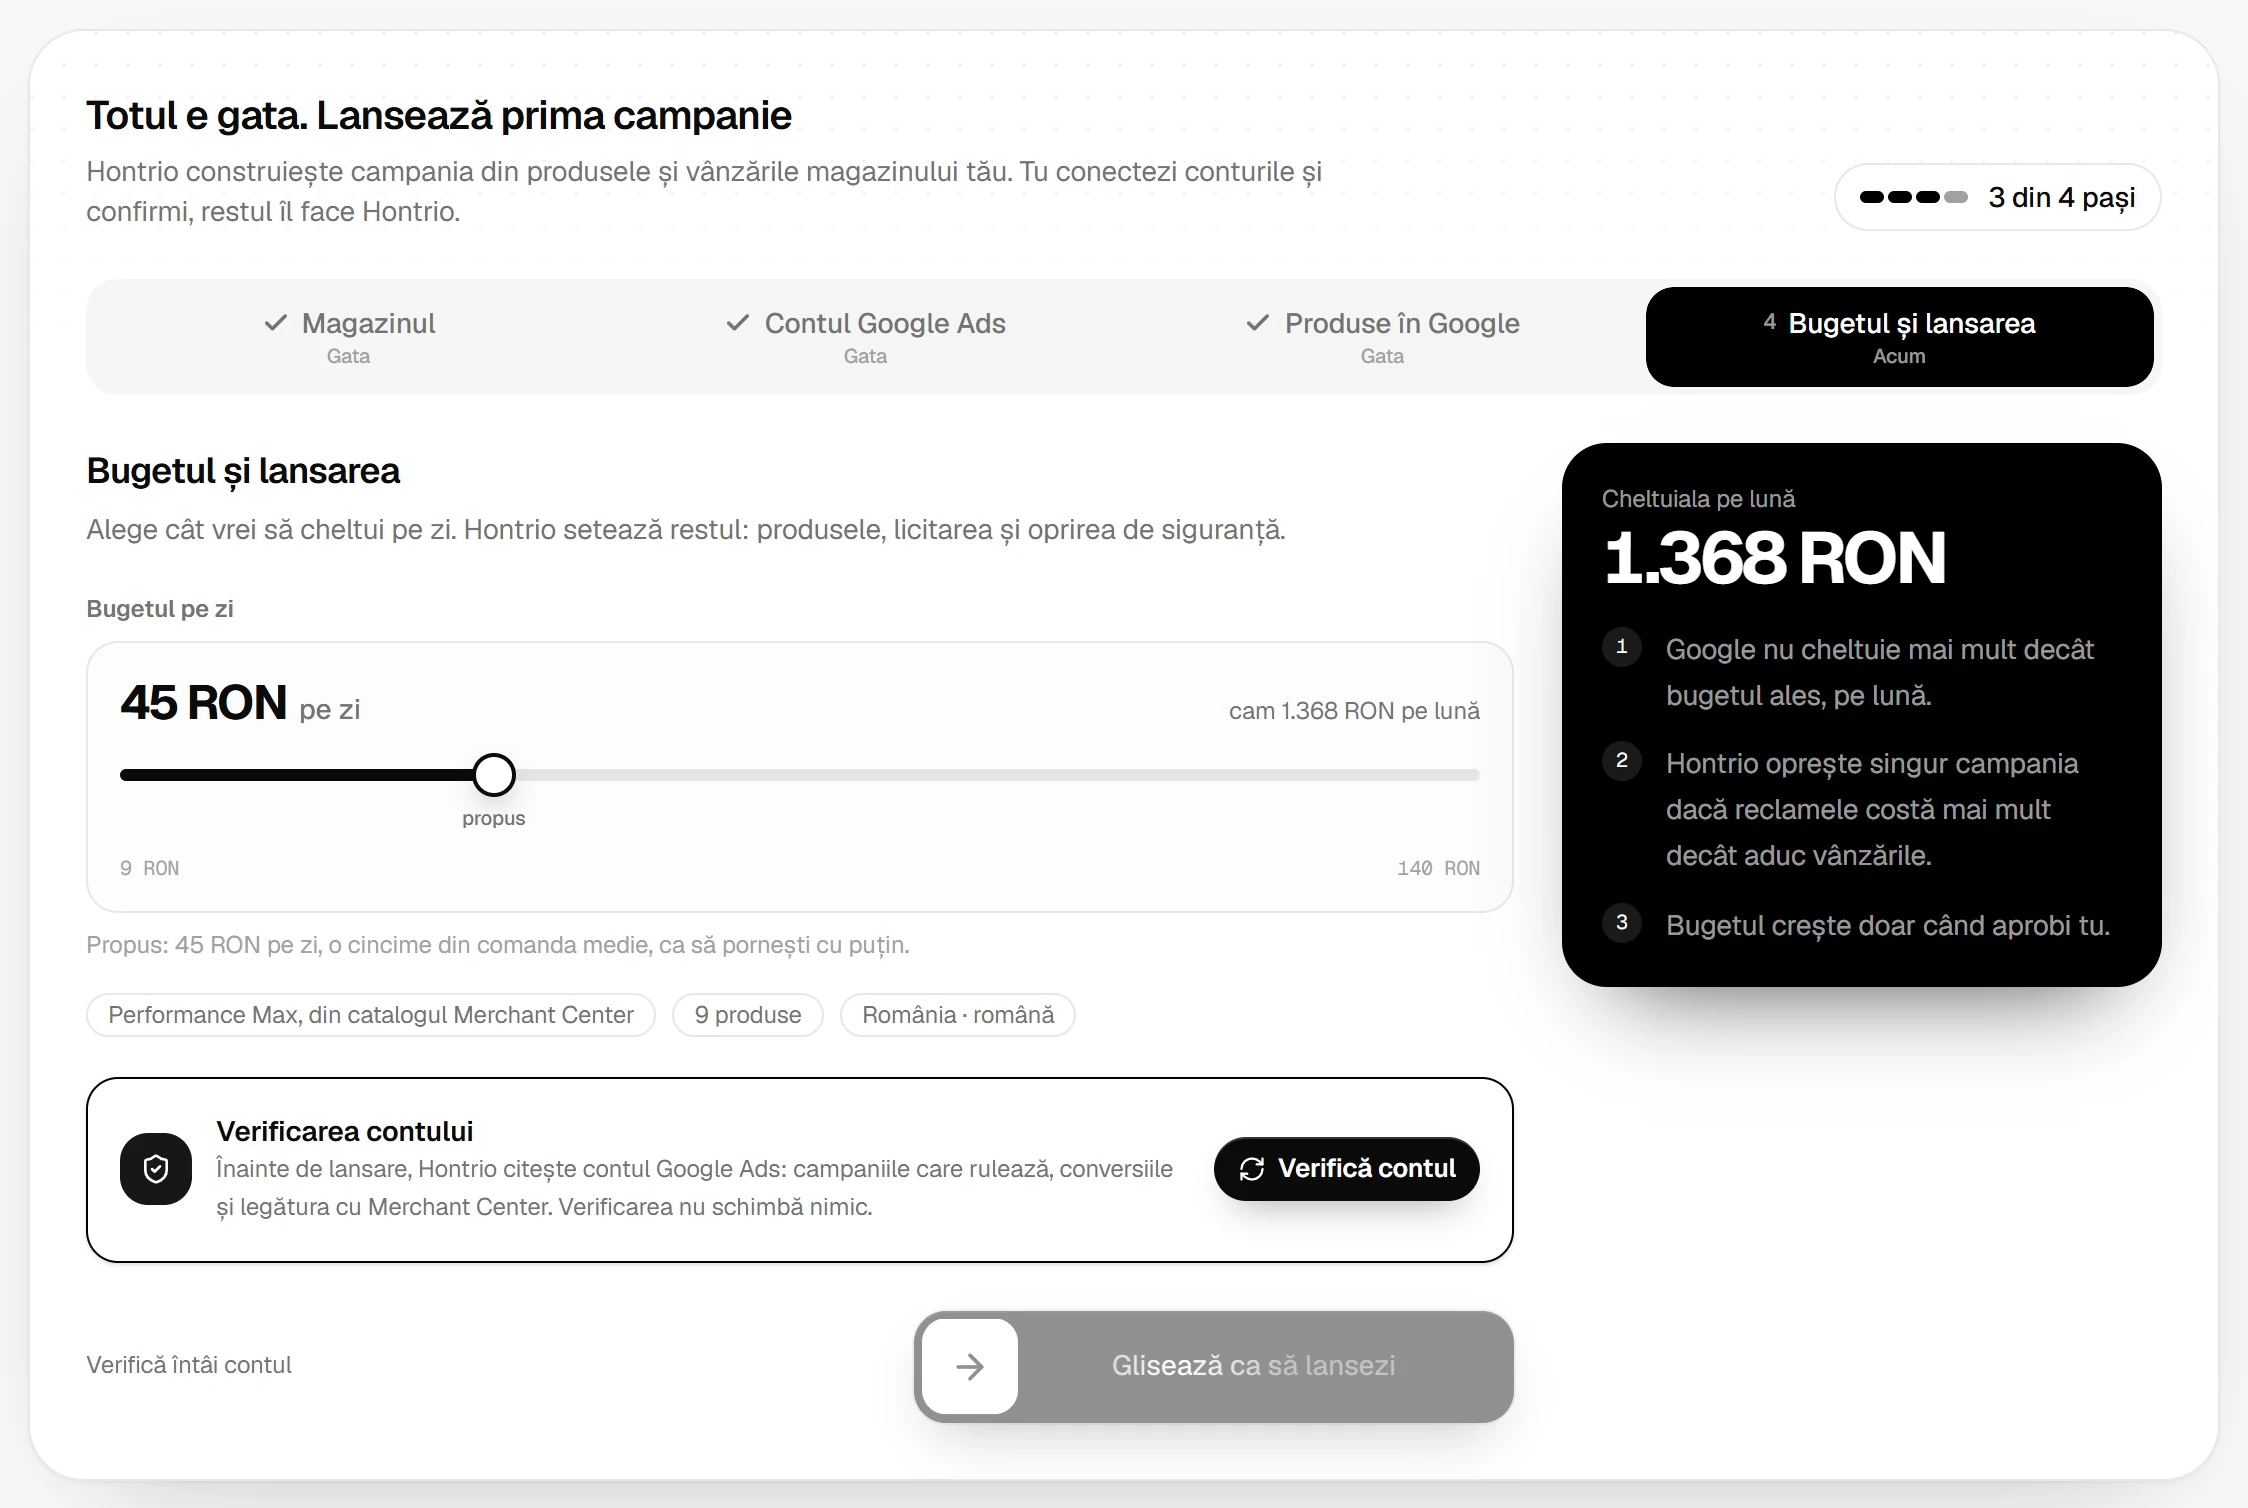 Totul e gata. Lansează prima campanie
Hontrio construiește campania din produsele și vânzările magazinului tău. Tu conectezi conturile și
confirmi, restul îl face Hontrio.
3 din 4 pași
Magazinul
Gata
Contul Google Ads
Gata
Produse în Google
Gata
4 Bugetul și lansarea
Acum
Bugetul și lansarea
Alege cât vrei să cheltui pe zi. Hontrio setează restul: produsele, licitarea și oprirea de siguranță.
Bugetul pe zi
45 RON pe zi
cam 1.368 RON pe lună
propus
9 RON
140 RON
Propus: 45 RON pe zi, o cincime din comanda medie, ca să pornești cu puțin.
Performance Max, din catalogul Merchant Center
9 produse
România · română
Verificarea contului
Înainte de lansare, Hontrio citește contul Google Ads: campaniile care rulează, conversiile
și legătura cu Merchant Center. Verificarea nu schimbă nimic.
Verifică contul
Verifică întâi contul
Glisează ca să lansezi
Cheltuiala pe lună
1.368 RON
1 Google nu cheltuie mai mult decât
bugetul ales, pe lună.
2 Hontrio oprește singur campania
dacă reclamele costă mai mult
decât aduc vânzările.
3 Bugetul crește doar când aprobi tu.